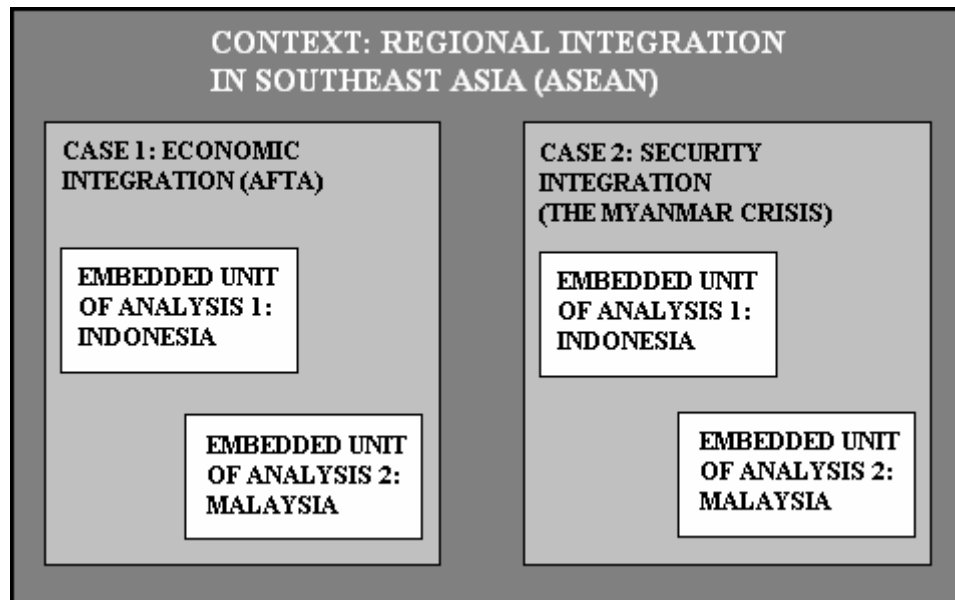 CONTEXT: REGIONAL INTEGRATION
IN SOUTHEAST ASIA (ASEAN)
CASE 1: ECONOMIC
INTEGRATION (AFTA)
EMBEDDED UNIT
OF ANALYSIS 1:
INDONESIA
EMBEDDED UNIT
OF ANALYSIS 2:
MALAYSIA
CASE 2: SECURITY
INTEGRATION
(THE MYANMAR CRISIS)
EMBEDDED UNIT
OF ANALYSIS 1:
INDONESIA
EMBEDDED UNIT
OF ANALYSIS 2:
MALAYSIA